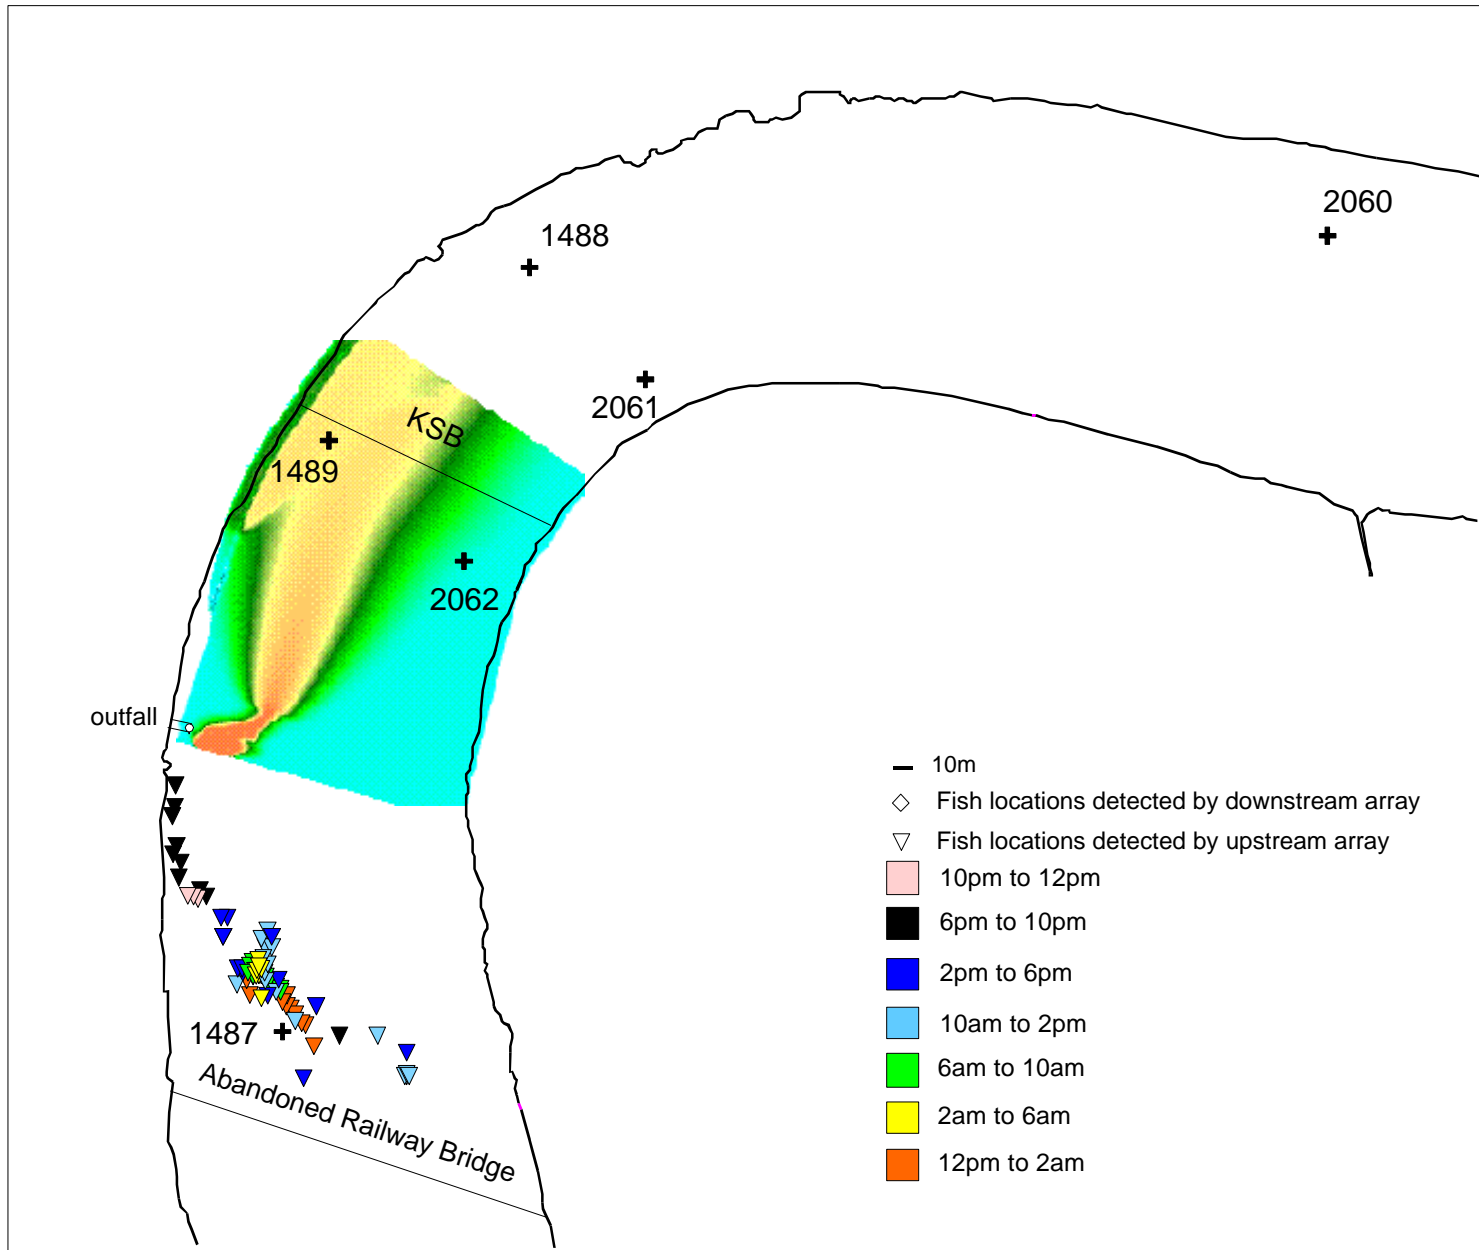 2060
1488
2061
KSB
1489
2062
outfall
10m
Fish locations detected by downstream array
Fish locations detected by upstream array
10pm to 12pm
6pm to 10pm
2pm to 6pm
10am to 2pm
6am to 10am
2am to 6am
12pm to 2am
1487
Abandoned Railway Bridge